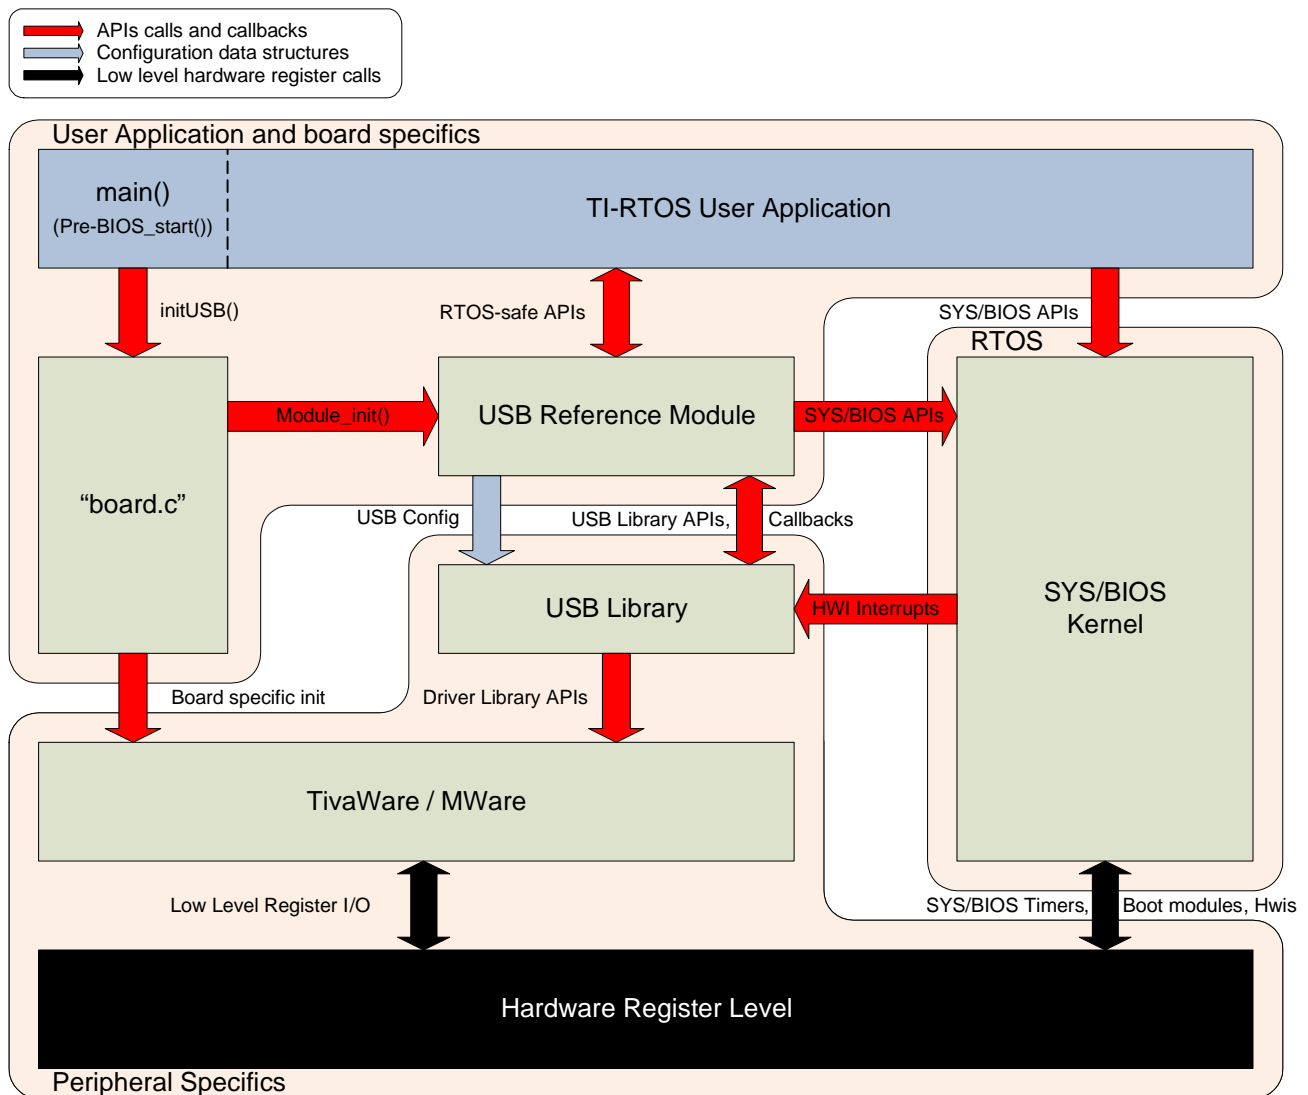 APIs calls and callbacks
Configuration data structures
Low level hardware register calls
User Application and board specifics
main()
(Pre-BIOS_start())
TI-RTOS User Application
initUSB()
RTOS-safe APIs
SYS/BIOS APIs
RTOS
Module_init()
USB Reference Module
SYS/BIOS APIs
“board.c”
USB Config
USB Library APIs,
Callbacks
USB Library
HWI Interrupts
SYS/BIOS
Kernel
Board specific init
Driver Library APIs
TivaWare / MWare
Low Level Register I/O
SYS/BIOS Timers,
Boot modules, Hwis
Hardware Register Level
Peripheral Specifics